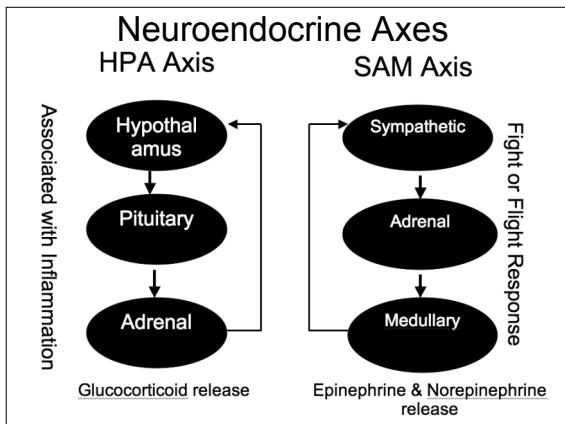 Neuroendocrine Axes
HPA Axis
SAM Axis
Associated with Inflammation
Hypothal
amus
Pituitary
Adrenal
Glucocorticoid release
Sympathetic
Adrenal
Medullary
Fight or Flight Response
Epinephrine & Norepinephrine
release